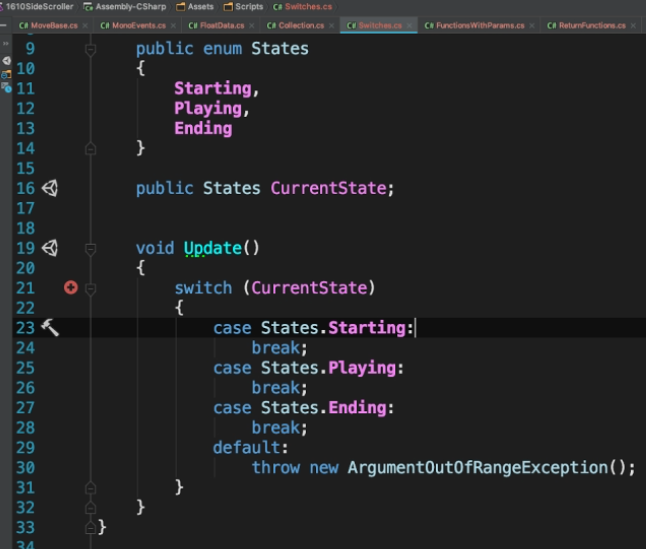 1610SideScroller Assembly-CSharp Assets Scripts C# Switches.cs
C# MoveBase.cs C# MonoEvents.cs C# FloatData.cs C# Collection.cs C# Switches.cs C# FunctionsWithParams.cs C# ReturnFunctions.cs
9 public enum States
10 {
11 Starting,
12 Playing,
13 Ending
14 }
15
16 public States CurrentState;
17
18
19 void Update()
20 {
21 switch (CurrentState)
22 {
23 case States.Starting:
24 break;
25 case States.Playing:
26 break;
27 case States.Ending:
28 break;
29 default:
30 throw new ArgumentOutOfRangeException();
31 }
32 }
33 }
34